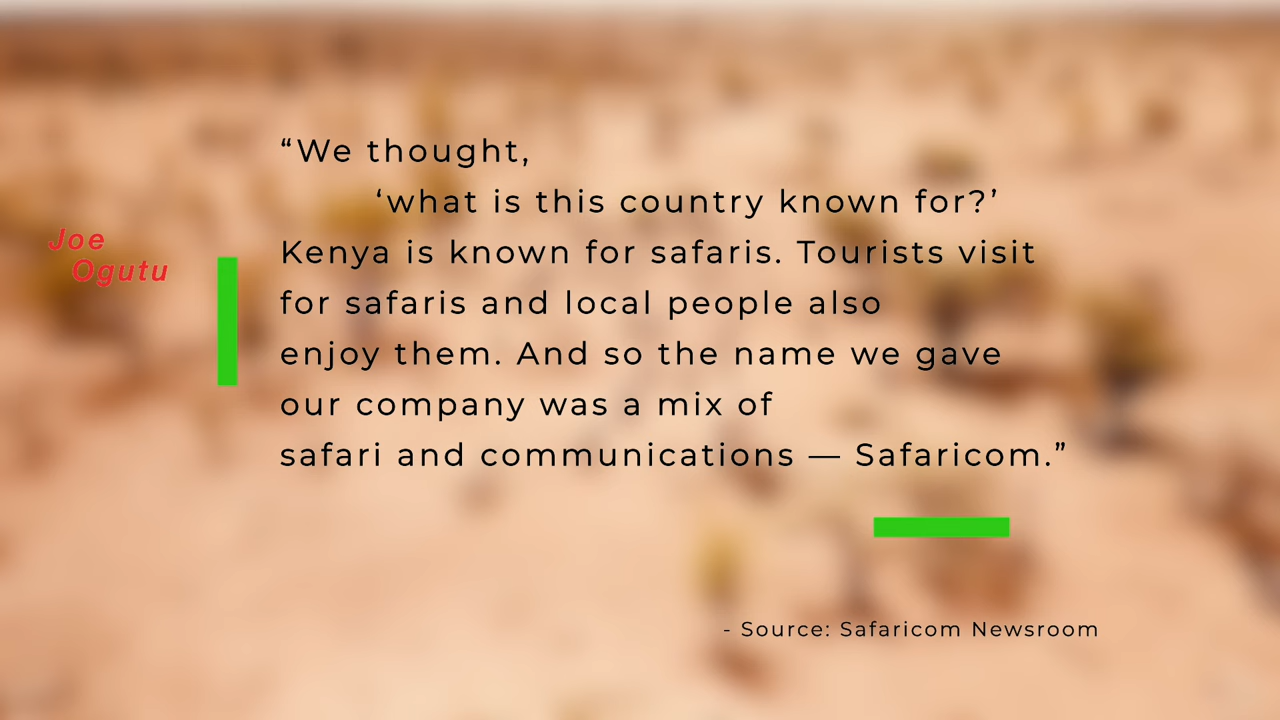 Joe
Ogutu
“We thought,
‘what is this country known for?’
Kenya is known for safaris. Tourists visit
for safaris and local people also
enjoy them. And so the name we gave
our company was a mix of
safari and communications — Safaricom.”
- Source: Safaricom Newsroom